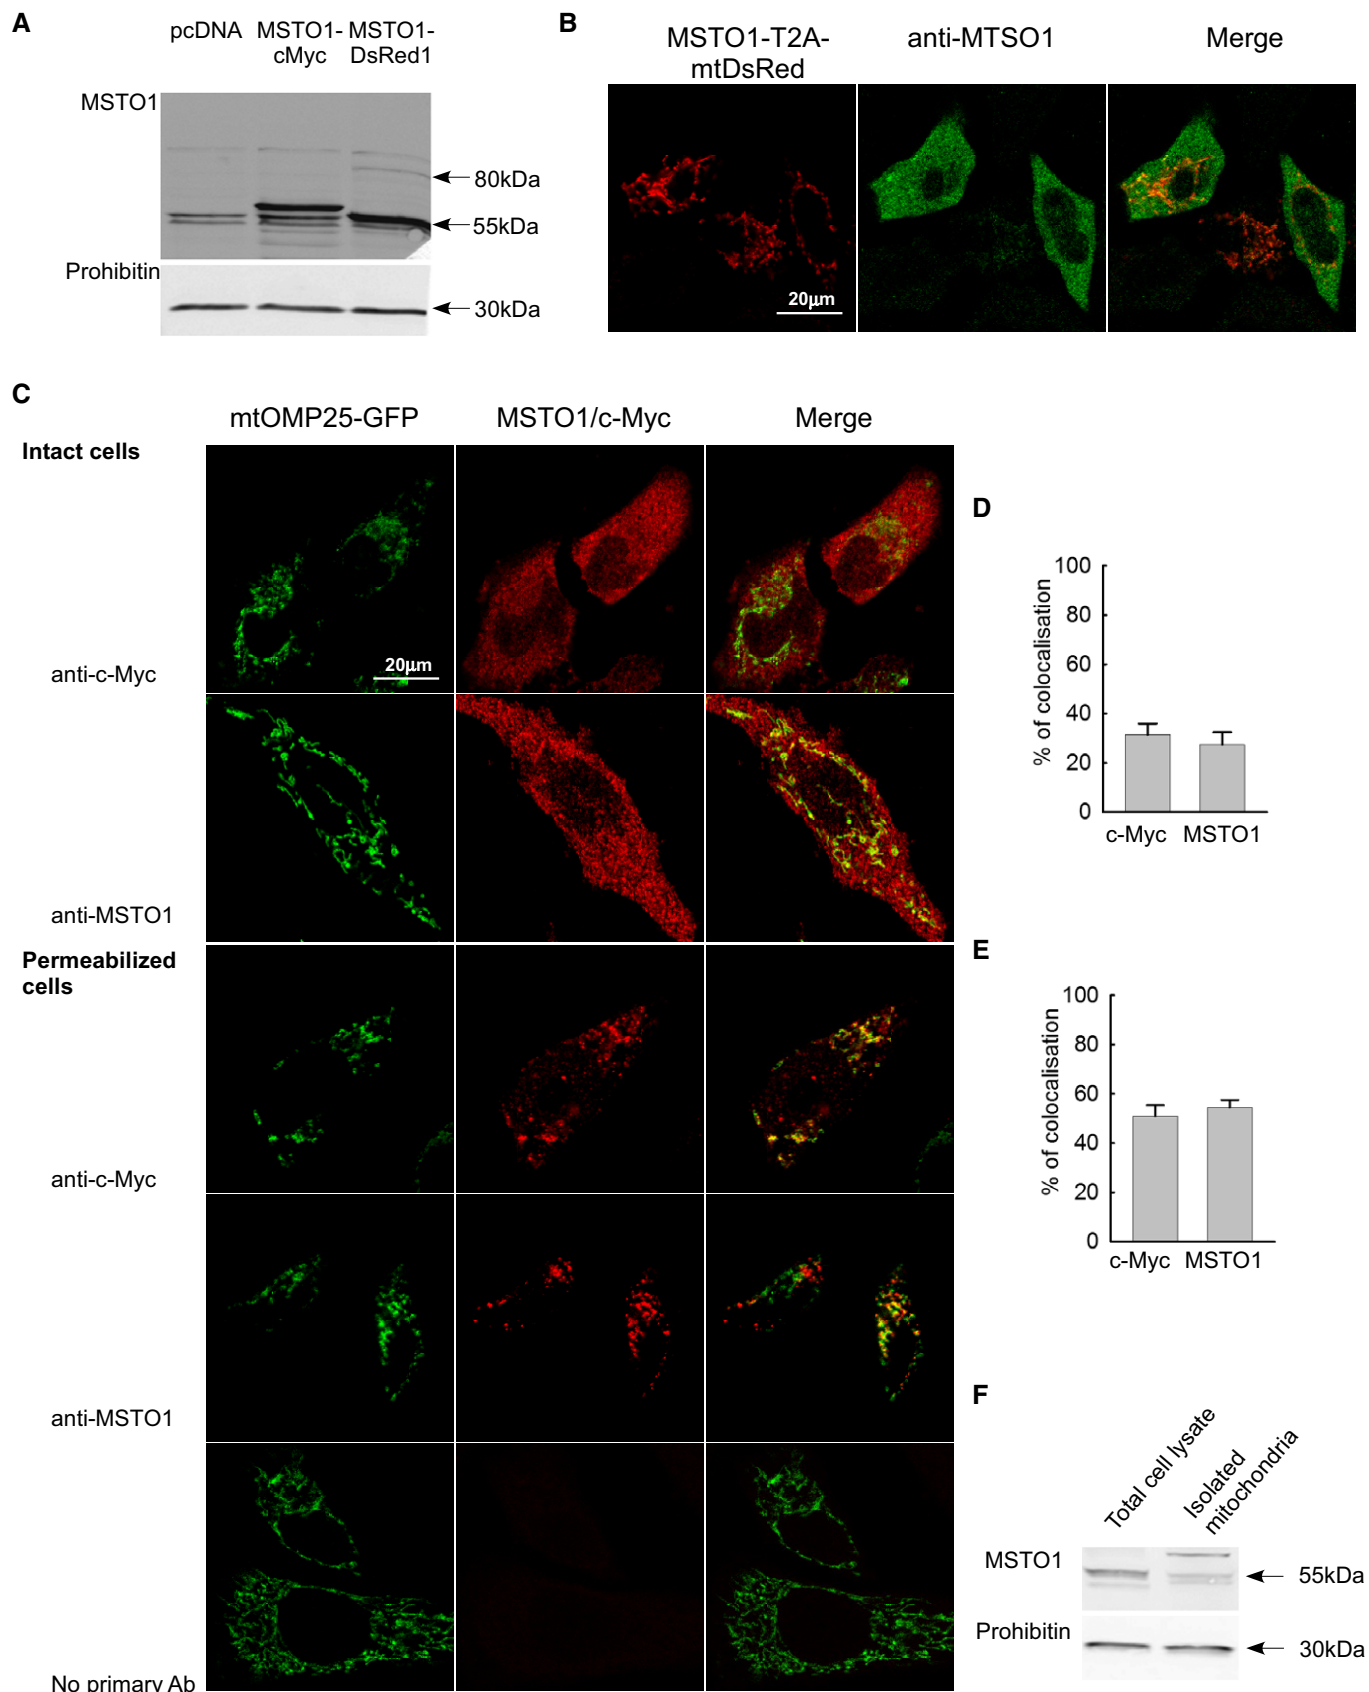 A
pcDNA
MSTO1-
cMyc
MSTO1-
DsRed1
MSTO1
80kDa
55kDa
Prohibitin
30kDa
B
MSTO1-T2A-
mtDsRed
anti-MTSO1
Merge
20μm
C
mtOMP25-GFP
MSTO1/c-Myc
Merge
Intact cells
20μm
anti-c-Myc
anti-MSTO1
Permeabilized
cells
anti-c-Myc
anti-MSTO1
No primary Ab
D
% of colocalisation
100
80
60
40
20
0
c-Myc
MSTO1
E
% of colocalisation
100
80
60
40
20
0
c-Myc
MSTO1
F
Total cell lysate
Isolated
mitochondria
MSTO1
55kDa
Prohibitin
30kDa